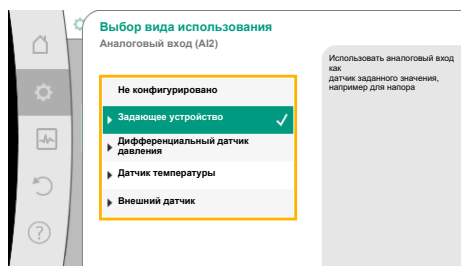 Выбор вида использования
Аналоговый вход (AI2)
Не конфигурировано
Задающее устройство
Дифференциальный датчик
давления
Датчик температуры
Внешний датчик
Использовать аналоговый вход
как
датчик заданного значения,
например для напора